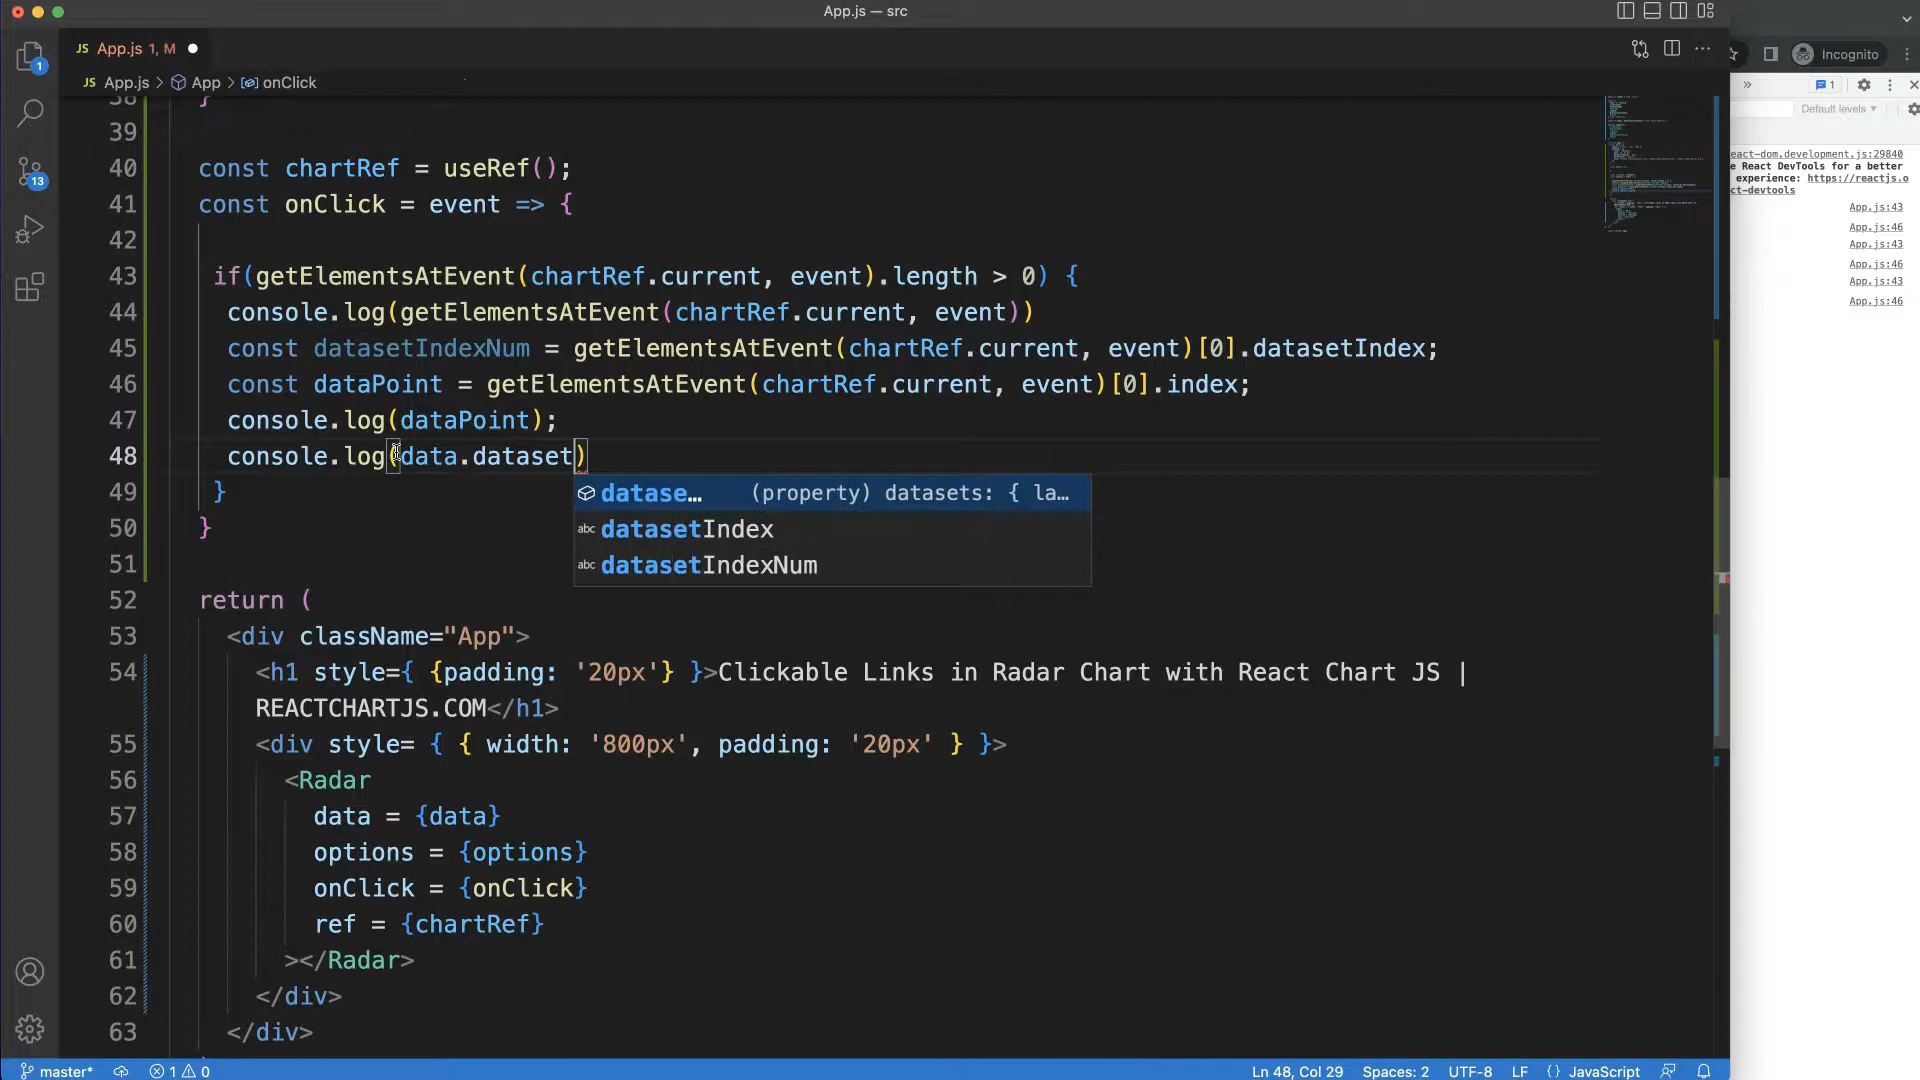 App.js — src
JS App.js 1, M
Incognito
JS App.js > App > onClick
1
Default levels
38 }
39
40 const chartRef = useRef();
41 const onClick = event => {
42
43 if(getElementsAtEvent(chartRef.current, event).length > 0) {
44 console.log(getElementsAtEvent(chartRef.current, event))
45 const datasetIndexNum = getElementsAtEvent(chartRef.current, event)[0].datasetIndex;
46 const dataPoint = getElementsAtEvent(chartRef.current, event)[0].index;
47 console.log(dataPoint);
48 console.log(data.dataset)
datase… (property) datasets: { la…
49 }
abc datasetIndex
50 }
abc datasetIndexNum
51
52 return (
53 <div className="App">
54 <h1 style={ {padding: '20px'} }>Clickable Links in Radar Chart with React Chart JS |
REACTCHARTJS.COM</h1>
55 <div style= { { width: '800px', padding: '20px' } }>
56 <Radar
57 data = {data}
58 options = {options}
59 onClick = {onClick}
60 ref = {chartRef}
61 ></Radar>
62 </div>
63 </div>
1
13
eact-dom.development.js:29840
e React DevTools for a better
experience: https://reactjs.o
ct-devtools
App.js:43
App.js:46
App.js:43
App.js:46
App.js:43
App.js:46
master* 1 0 Ln 48, Col 29 Spaces: 2 UTF-8 LF {} JavaScript